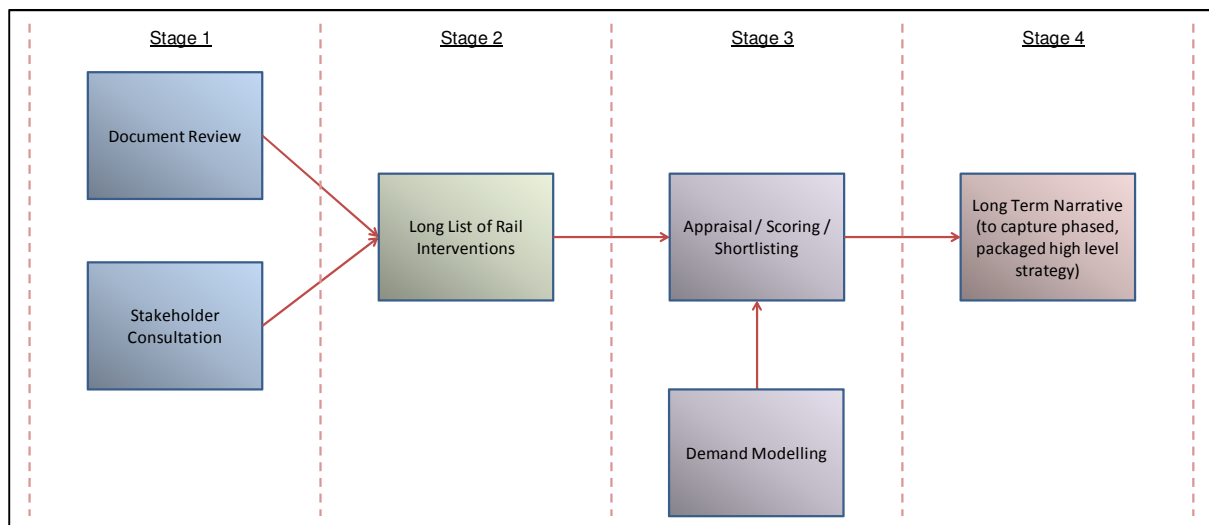 Stage 1
Stage 2
Stage 3
Stage 4
Document Review
Stakeholder
Consultation
Long List of Rail
Interventions
Appraisal / Scoring /
Shortlisting
Demand Modelling
Long Term Narrative
(to capture phased,
packaged high level
strategy)